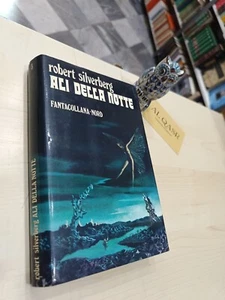 robert silverberg
ALI DELLA NOTTE
FANTACOLLANA·NORD
robert silverberg ALI DELLA NOTTE